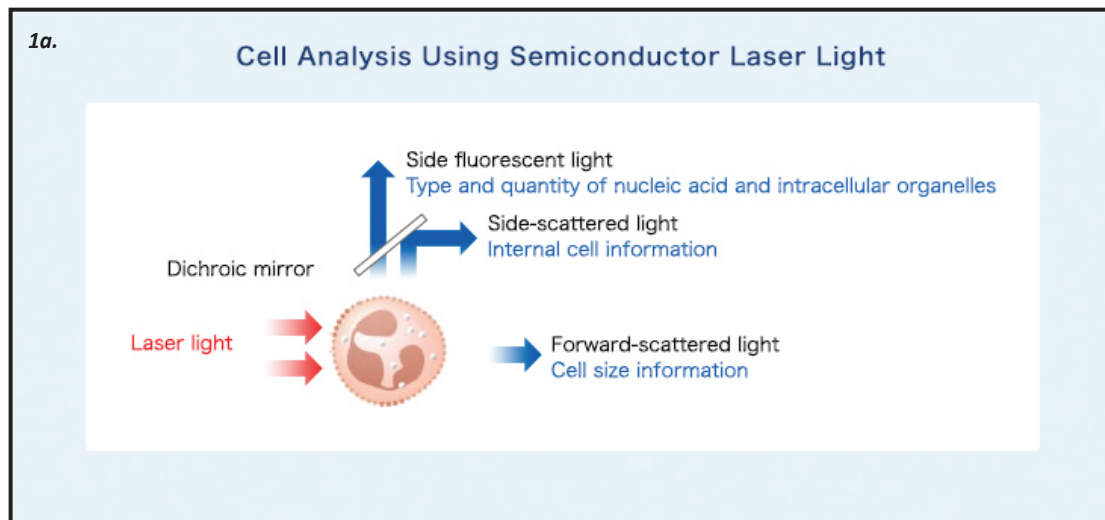 1a.
Cell Analysis Using Semiconductor Laser Light
Side fluorescent light
Type and quantity of nucleic acid and intracellular organelles
Side-scattered light
Internal cell information
Dichroic mirror
Laser light
Forward-scattered light
Cell size information